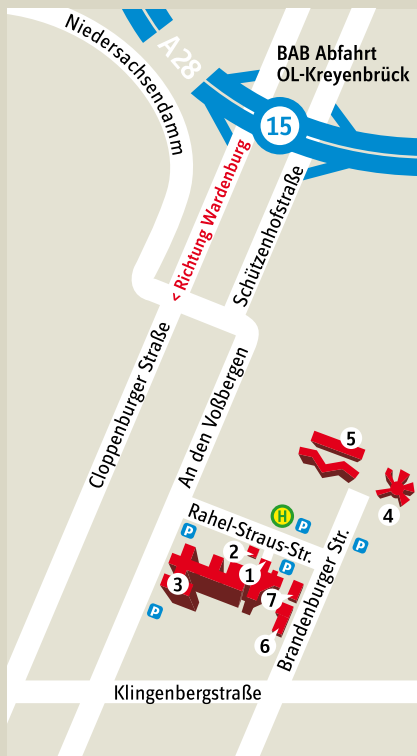 Niedersachsendamm
A28
BAB Abfahrt
OL-Kreyenbrück
15
< Richtung Wardenburg
Schützenhofstraße
Cloppenburger Straße
An den Voßbergen
5
4
H
P
Rahel-Straus-Str.
P
P
2
1
P
3
7
P
6
Brandenburger Str.
Klingenbergstraße